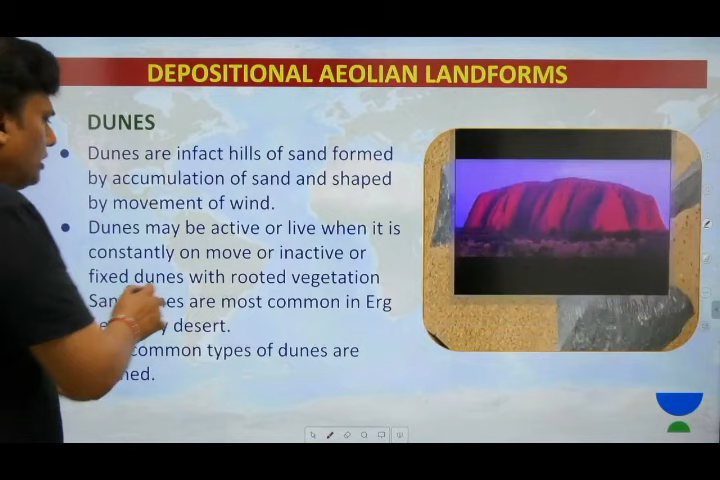 DEPOSITIONAL AEOLIAN LANDFORMS
DUNES
Dunes are infact hills of sand formed
by accumulation of sand and shaped
by movement of wind.
Dunes may be active or live when it is
constantly on move or inactive or
fixed dunes with rooted vegetation
are most common in Erg
desert.
common types of dunes are